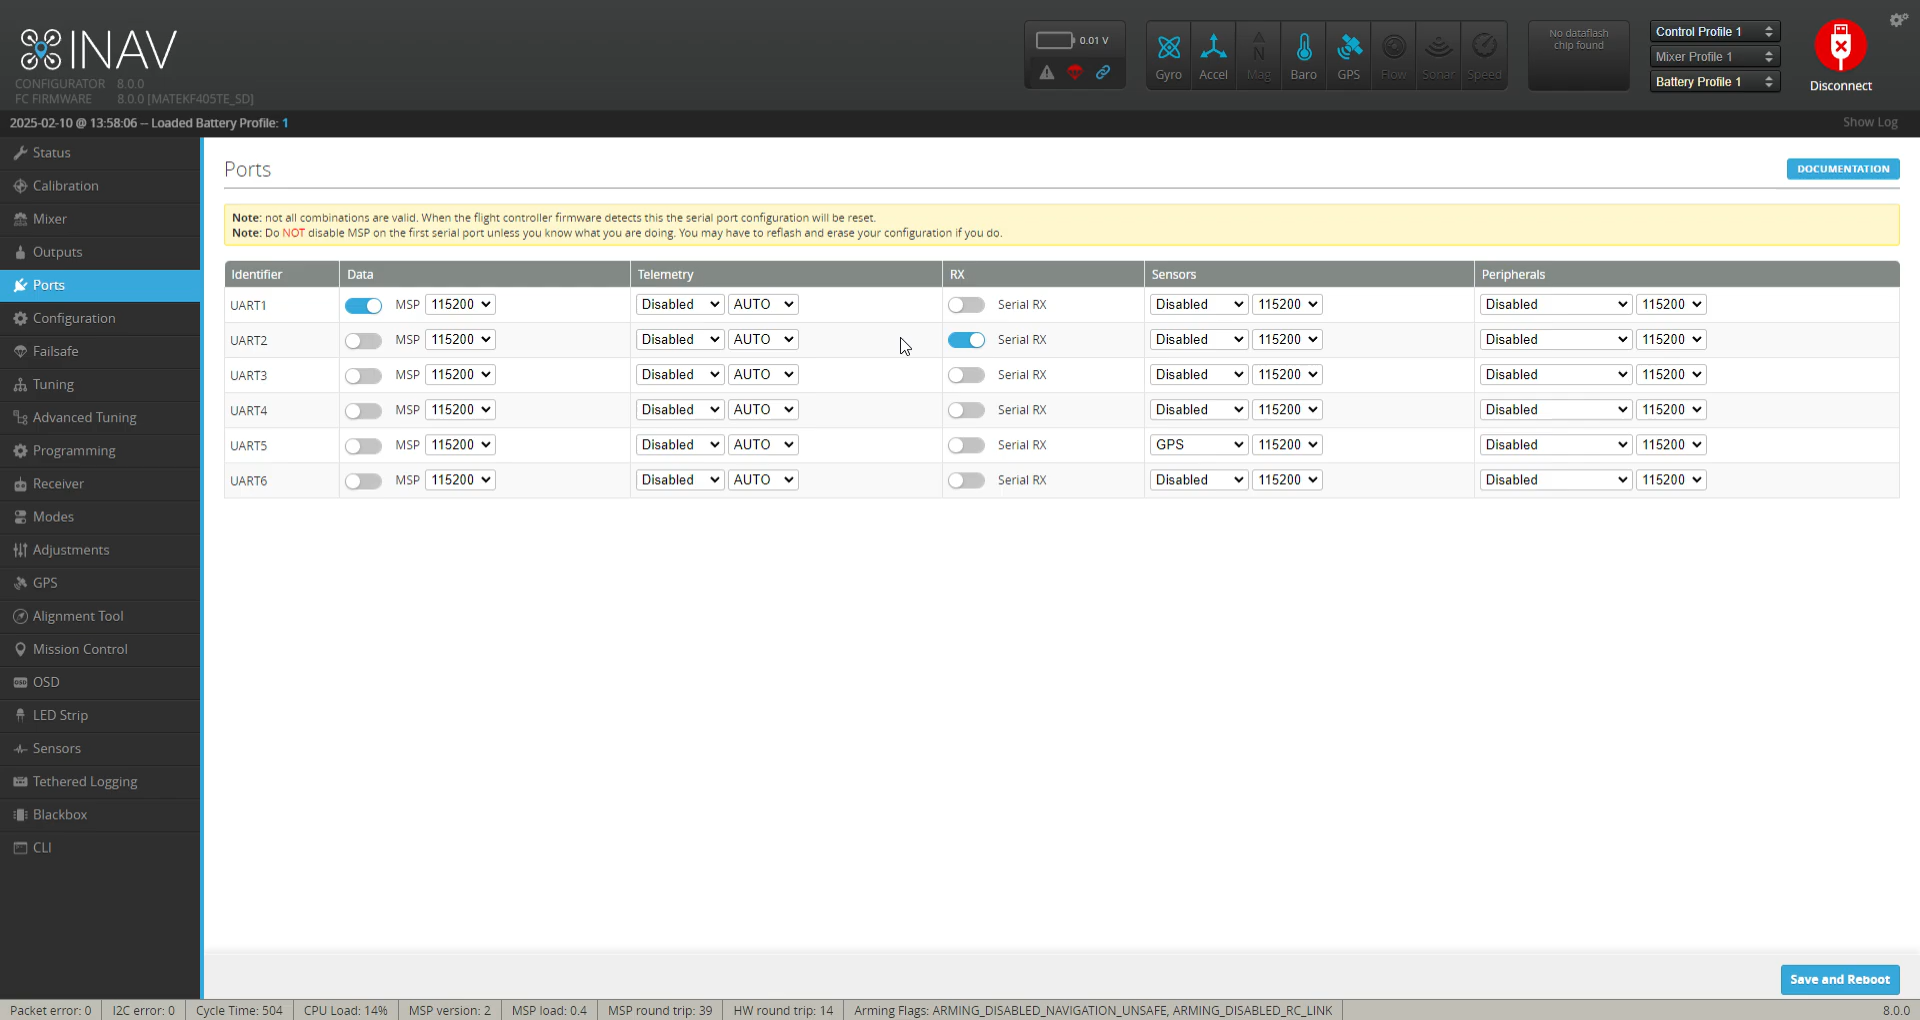 INAV
CONFIGURATOR 8.0.0
FC FIRMWARE 8.0.0 [MATEKF405TE_SD]
0.01 V
Gyro Accel Mag Baro GPS Flow Sonar Speed
No dataflash
chip found
Control Profile 1
Mixer Profile 1
Battery Profile 1
Disconnect
2025-02-10 @ 13:58:06 -- Loaded Battery Profile: 1
Show Log
Status
Calibration
Mixer
Outputs
Ports
Configuration
Failsafe
Tuning
Advanced Tuning
Programming
Receiver
Modes
Adjustments
GPS
Alignment Tool
Mission Control
OSD
LED Strip
Sensors
Tethered Logging
Blackbox
CLI
Ports
DOCUMENTATION
Note: not all combinations are valid. When the flight controller firmware detects this the serial port configuration will be reset.
Note: Do NOT disable MSP on the first serial port unless you know what you are doing. You may have to reflash and erase your configuration if you do.
Identifier Data Telemetry RX Sensors Peripherals
UART1 MSP 115200 Disabled AUTO Serial RX Disabled 115200 Disabled 115200
UART2 MSP 115200 Disabled AUTO Serial RX Disabled 115200 Disabled 115200
UART3 MSP 115200 Disabled AUTO Serial RX Disabled 115200 Disabled 115200
UART4 MSP 115200 Disabled AUTO Serial RX Disabled 115200 Disabled 115200
UART5 MSP 115200 Disabled AUTO Serial RX GPS 115200 Disabled 115200
UART6 MSP 115200 Disabled AUTO Serial RX Disabled 115200 Disabled 115200
Save and Reboot
Packet error: 0 I2C error: 0 Cycle Time: 504 CPU Load: 14% MSP version: 2 MSP load: 0.4 MSP round trip: 39 HW round trip: 14 Arming Flags: ARMING_DISABLED_NAVIGATION_UNSAFE, ARMING_DISABLED_RC_LINK 8.0.0